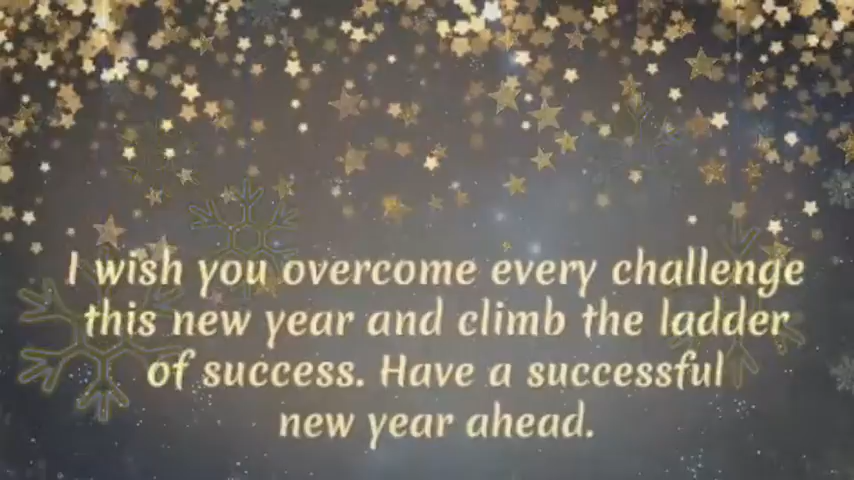 I wish you overcome every challenge
this new year and climb the ladder
of success. Have a successful
new year ahead.